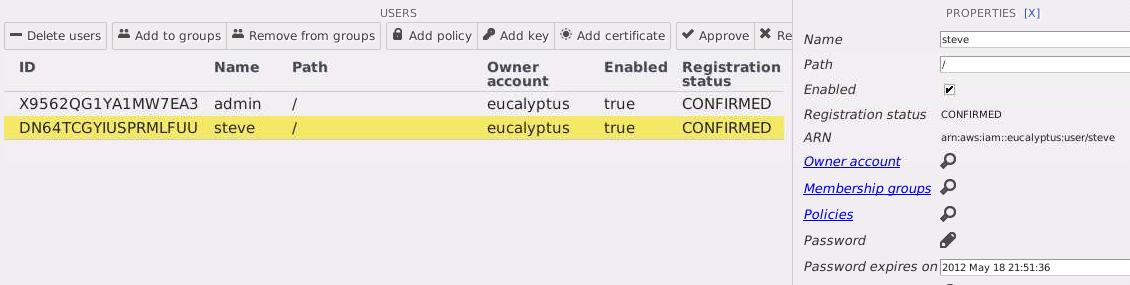 USERS
Delete users Add to groups Remove from groups Add policy Add key Add certificate Approve Re
ID Name Path Owner account Enabled Registration status
X9562QG1YA1MW7EA3 admin / eucalyptus true CONFIRMED
DN64TCGYIUSPRMLFUU steve / eucalyptus true CONFIRMED
PROPERTIES [X]
Name steve
Path /
Enabled
Registration status CONFIRMED
ARN arn:aws:iam::eucalyptus:user/steve
Owner account
Membership groups
Policies
Password
Password expires on 2012 May 18 21:51:36